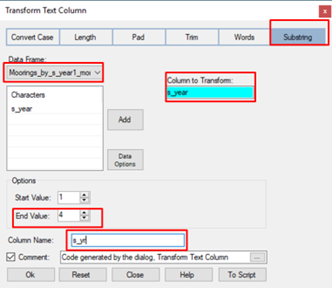 Transform Text Column
x
Convert Case Length Pad Trim Words Substring
Data Frame:
Moorings_by_s_year1_mo
Column to Transform:
s_year
Characters
s_year
Add
Data
Options
Options
Start Value: 1
End Value: 4
Column Name: s_yr
Comment: Code generated by the dialog, Transform Text Column ...
Ok Reset Close Help To Script